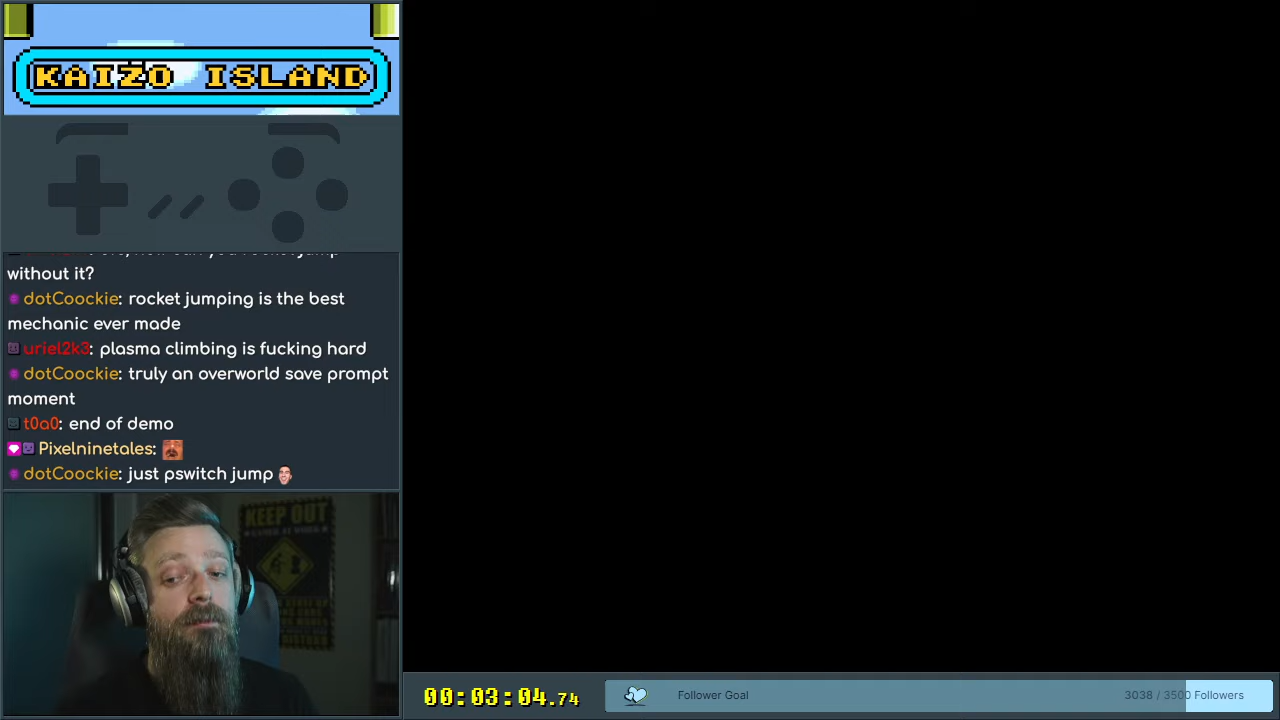 KAIZO ISLAND
without it?
dotCoockie: rocket jumping is the best
mechanic ever made
uriel2k3: plasma climbing is fucking hard
dotCoockie: truly an overworld save prompt
moment
t0a0: end of demo
Pixelninetales:
dotCoockie: just pswitch jump
KEEP OUT
00:03:04.74
Follower Goal
3038 / 3500 Followers